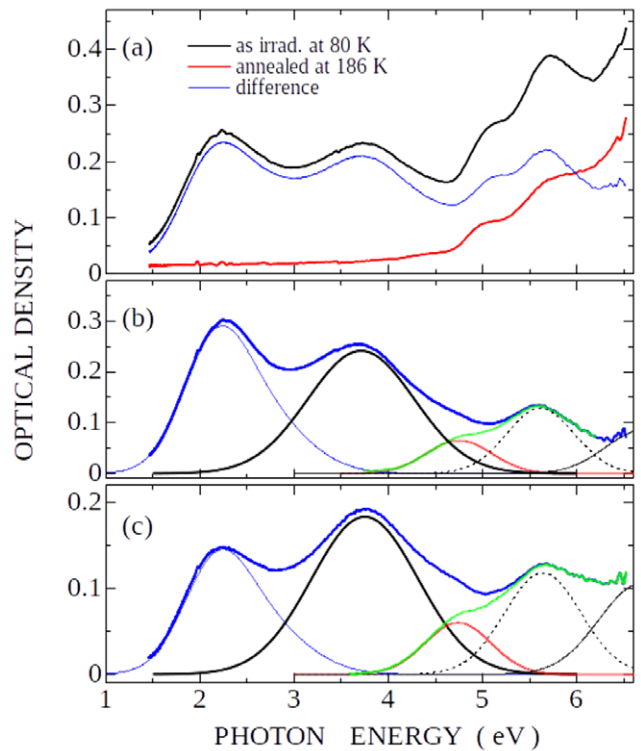 0.4
(a)
as irrad. at 80 K
annealed at 186 K
difference
0.3
0.2
0.1
0
OPTICAL DENSITY
(b)
0.3
0.2
0.1
0
(c)
0.2
0.1
0
1 2 3 4 5 6
PHOTON ENERGY ( eV)